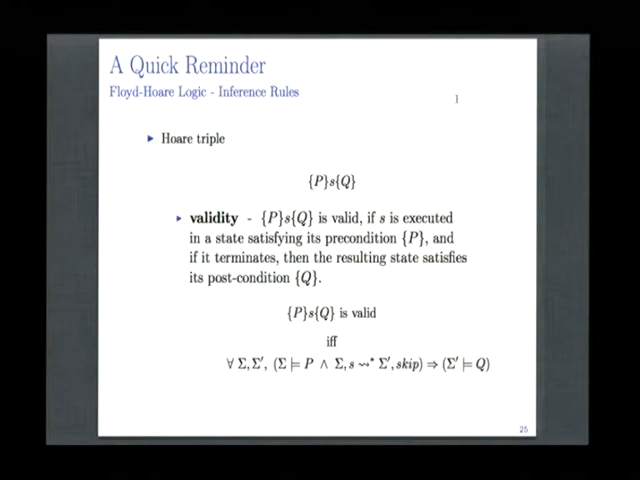 A Quick Reminder
Floyd-Hoare Logic - Inference Rules
▸ Hoare triple
{P}s{Q}
▸ validity - {P}s{Q} is valid, if s is executed
in a state satisfying its precondition {P}, and
if it terminates, then the resulting state satisfies
its post-condition {Q}.
{P}s{Q} is valid
iff
∀ Σ, Σ′, (Σ ⊨ P ∧ Σ, s ⇝* Σ′, skip) ⇒ (Σ′ ⊨ Q)
25